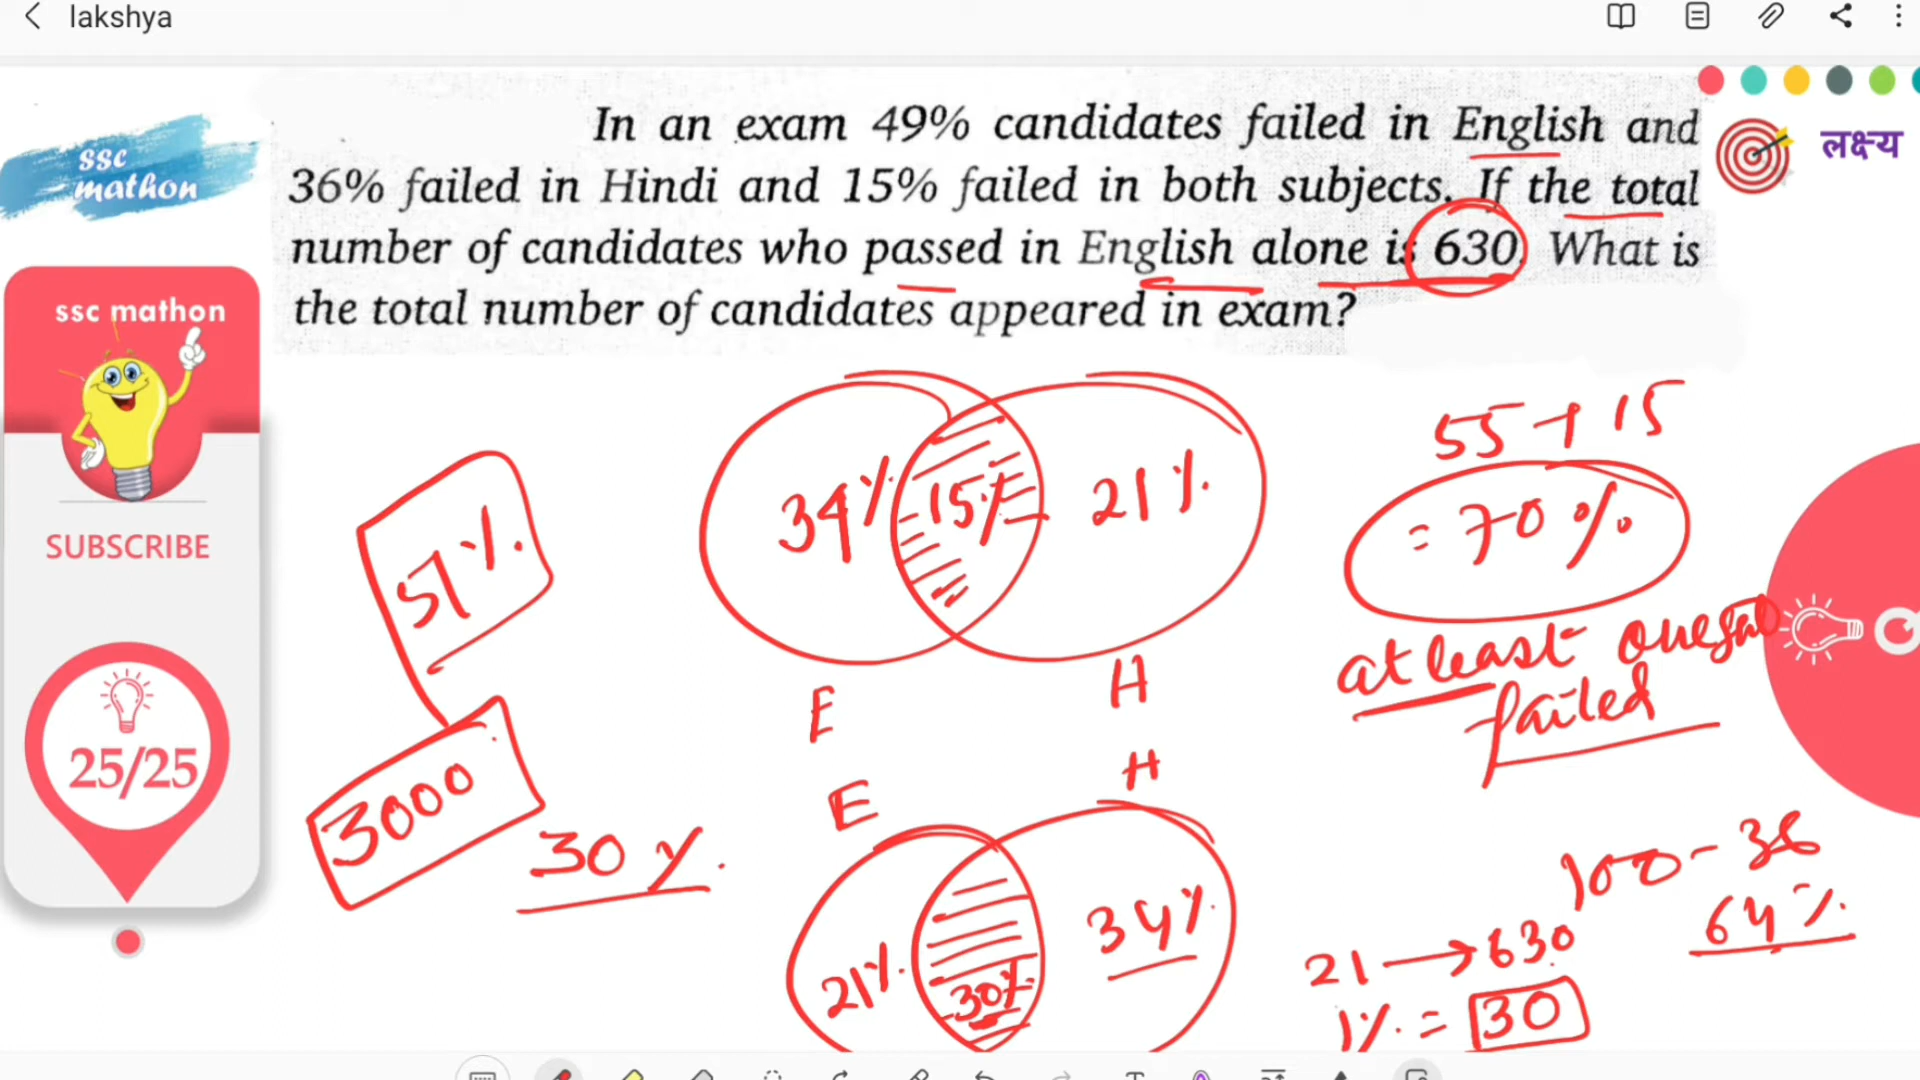 lakshya
In an exam 49% candidates failed in English and
36% failed in Hindi and 15% failed in both subjects. If the total
number of candidates who passed in English alone is 630. What is
the total number of candidates appeared in exam?
लक्ष्य
ssc
mathon
ssc mathon
SUBSCRIBE
25/25
51%
34%
15%
21%
55+15
=70%
at least one sub
failed
E
H
3000
30%
E
H
21%
30%
34%
100-36
64%
21→630
1%=30